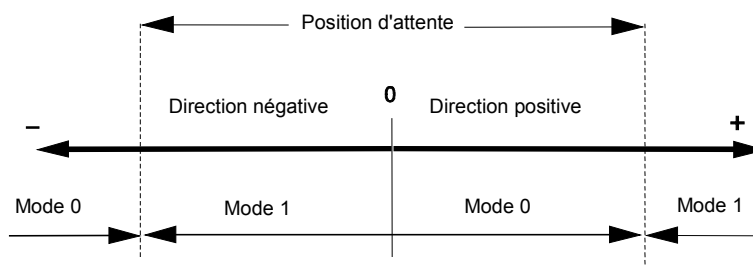 Position d'attente
Direction négative 0 Direction positive
– +
Mode 0 Mode 1 Mode 0 Mode 1